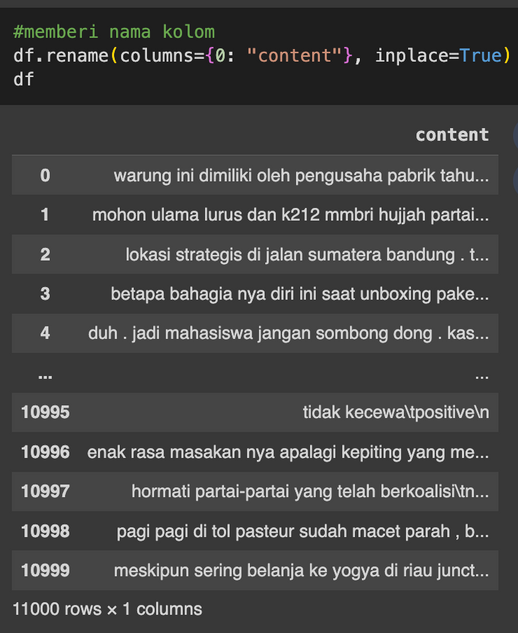 #memberi nama kolom
df.rename(columns={0: "content"}, inplace=True)
df
content
0 warung ini dimiliki oleh pengusaha pabrik tahu...
1 mohon ulama lurus dan k212 mmbri hujjah partai...
2 lokasi strategis di jalan sumatera bandung . t...
3 betapa bahagia nya diri ini saat unboxing pake...
4 duh . jadi mahasiswa jangan sombong dong . kas...
... ...
10995 tidak kecewa\tpositive\n
10996 enak rasa masakan nya apalagi kepiting yang me...
10997 hormati partai-partai yang telah berkoalisi\tn...
10998 pagi pagi di tol pasteur sudah macet parah , b...
10999 meskipun sering belanja ke yogya di riau junct...
11000 rows × 1 columns